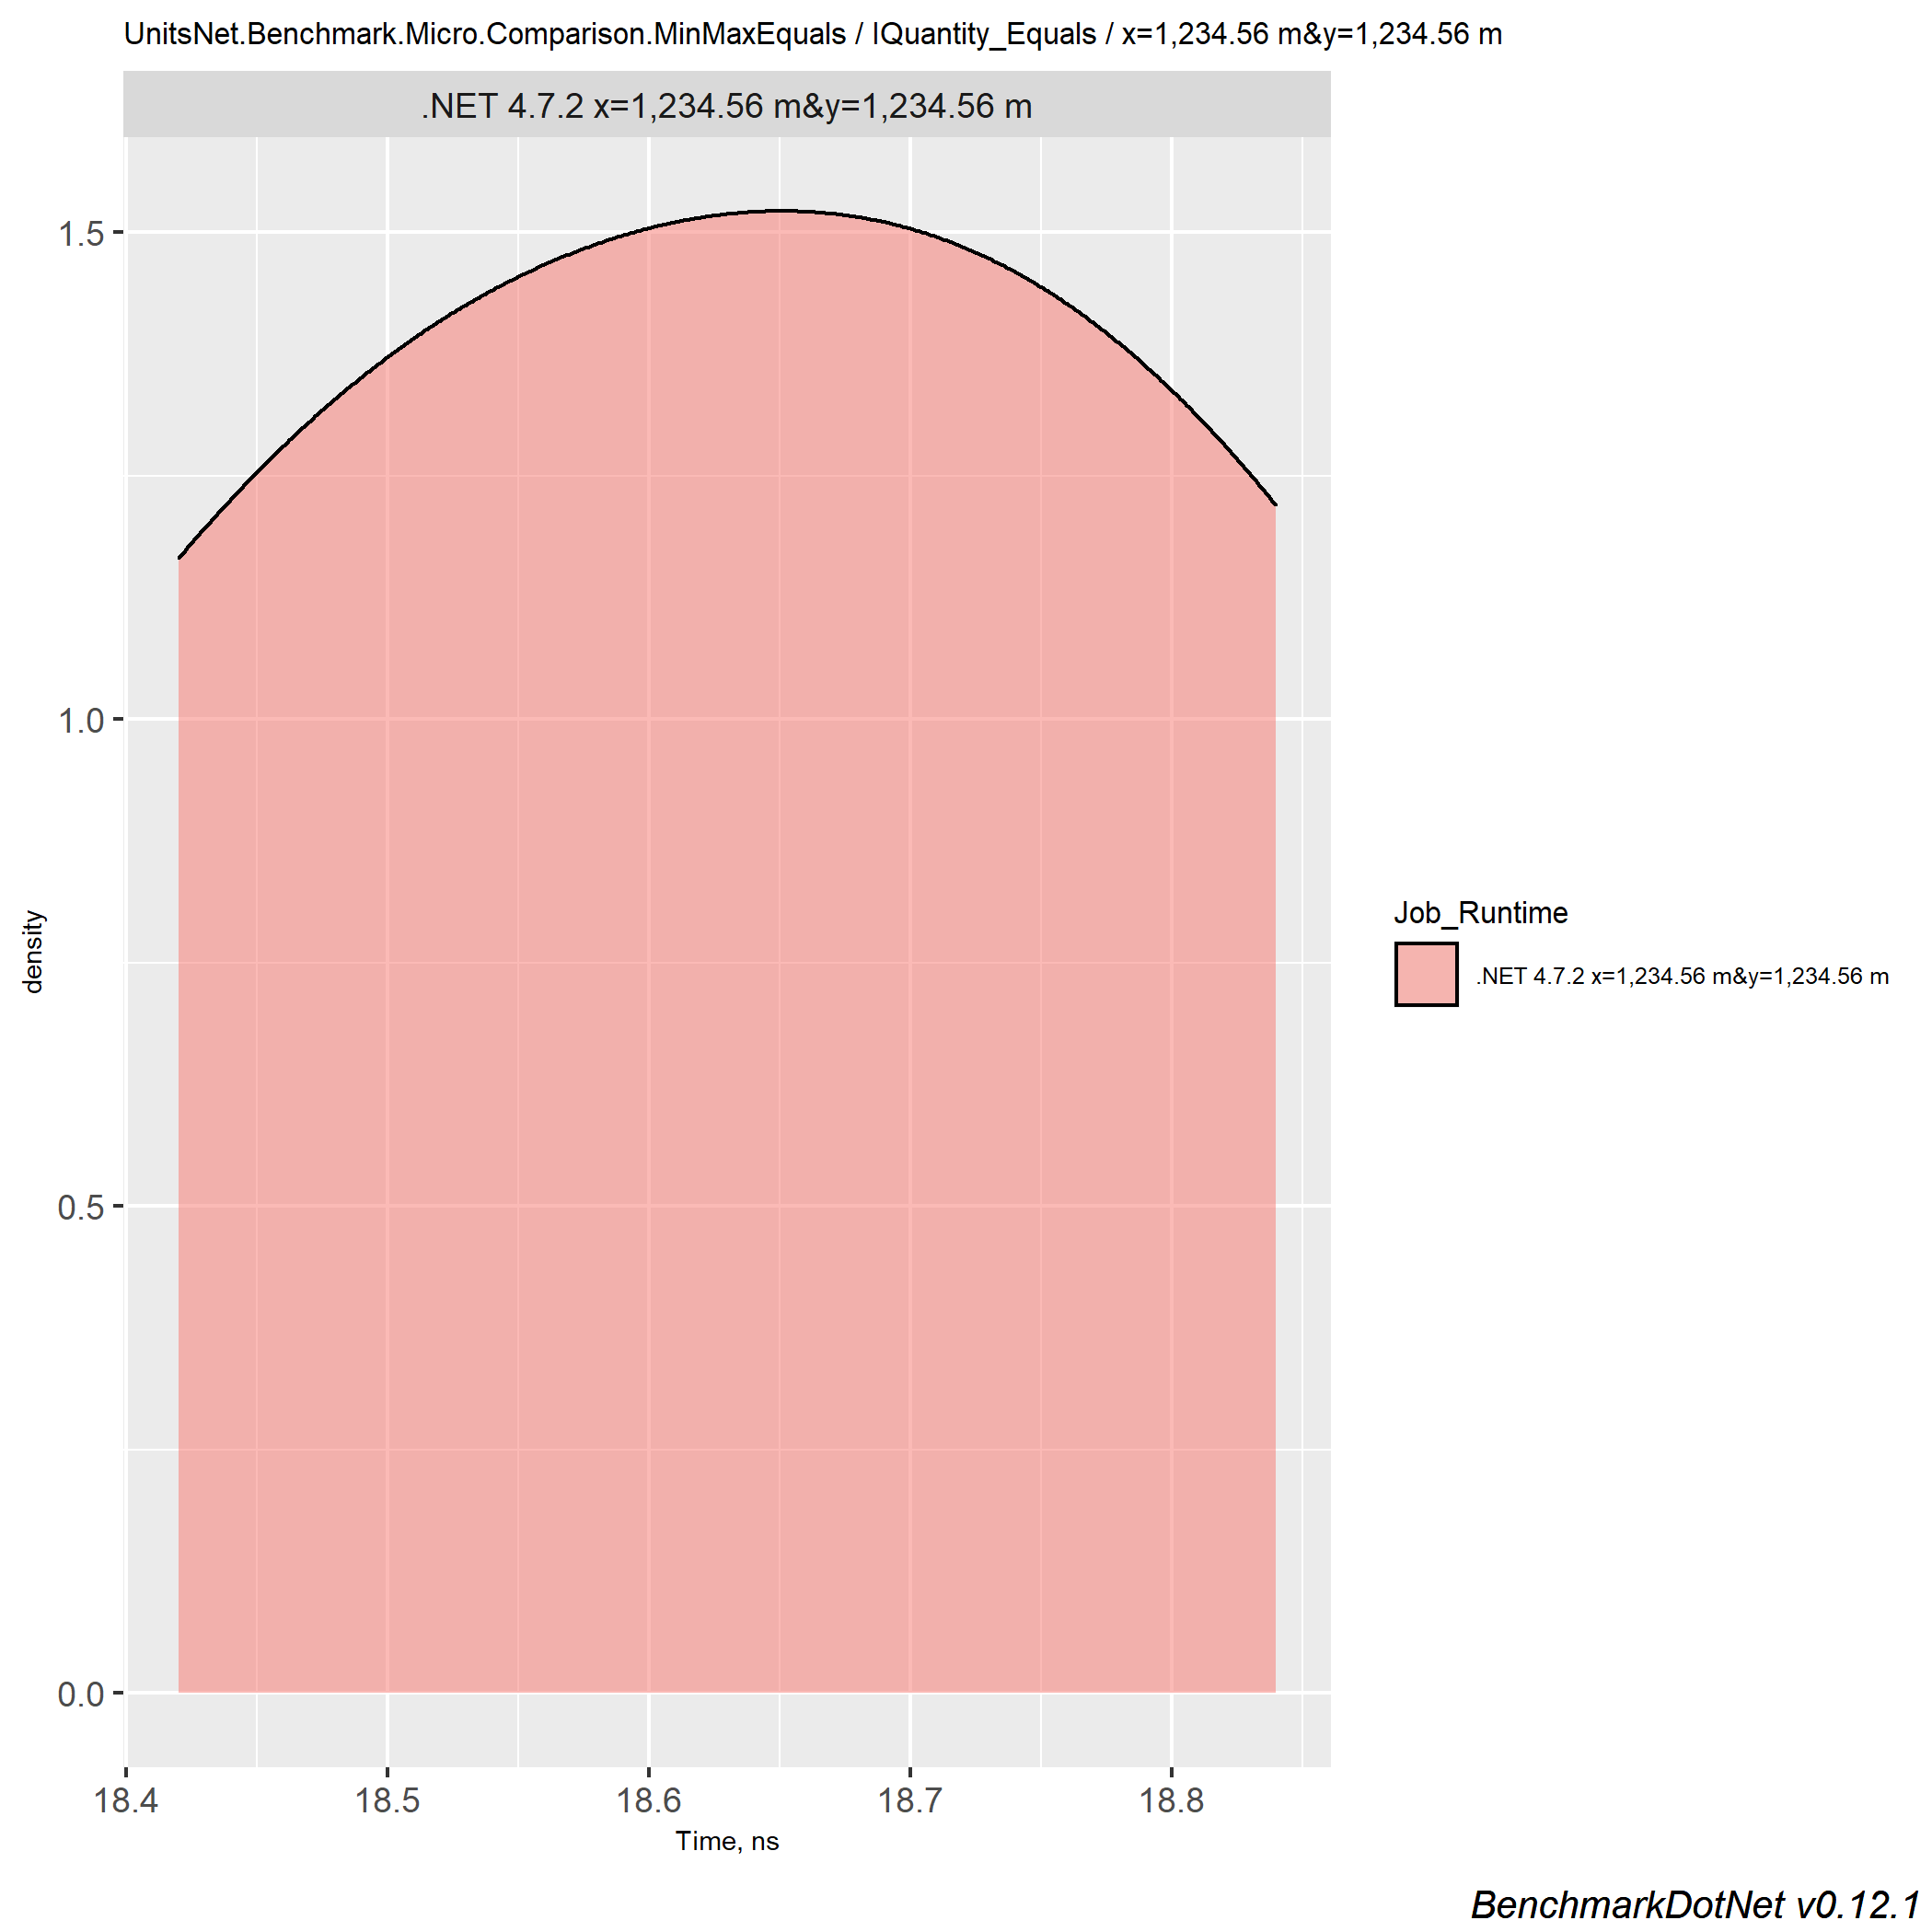 UnitsNet.Benchmark.Micro.Comparison.MinMaxEquals / IQuantity_Equals / x=1,234.56 m&y=1,234.56 m
.NET 4.7.2 x=1,234.56 m&y=1,234.56 m
1.5
1.0
0.5
0.0
density
18.4 18.5 18.6 18.7 18.8
Time, ns
Job_Runtime
.NET 4.7.2 x=1,234.56 m&y=1,234.56 m
BenchmarkDotNet v0.12.1